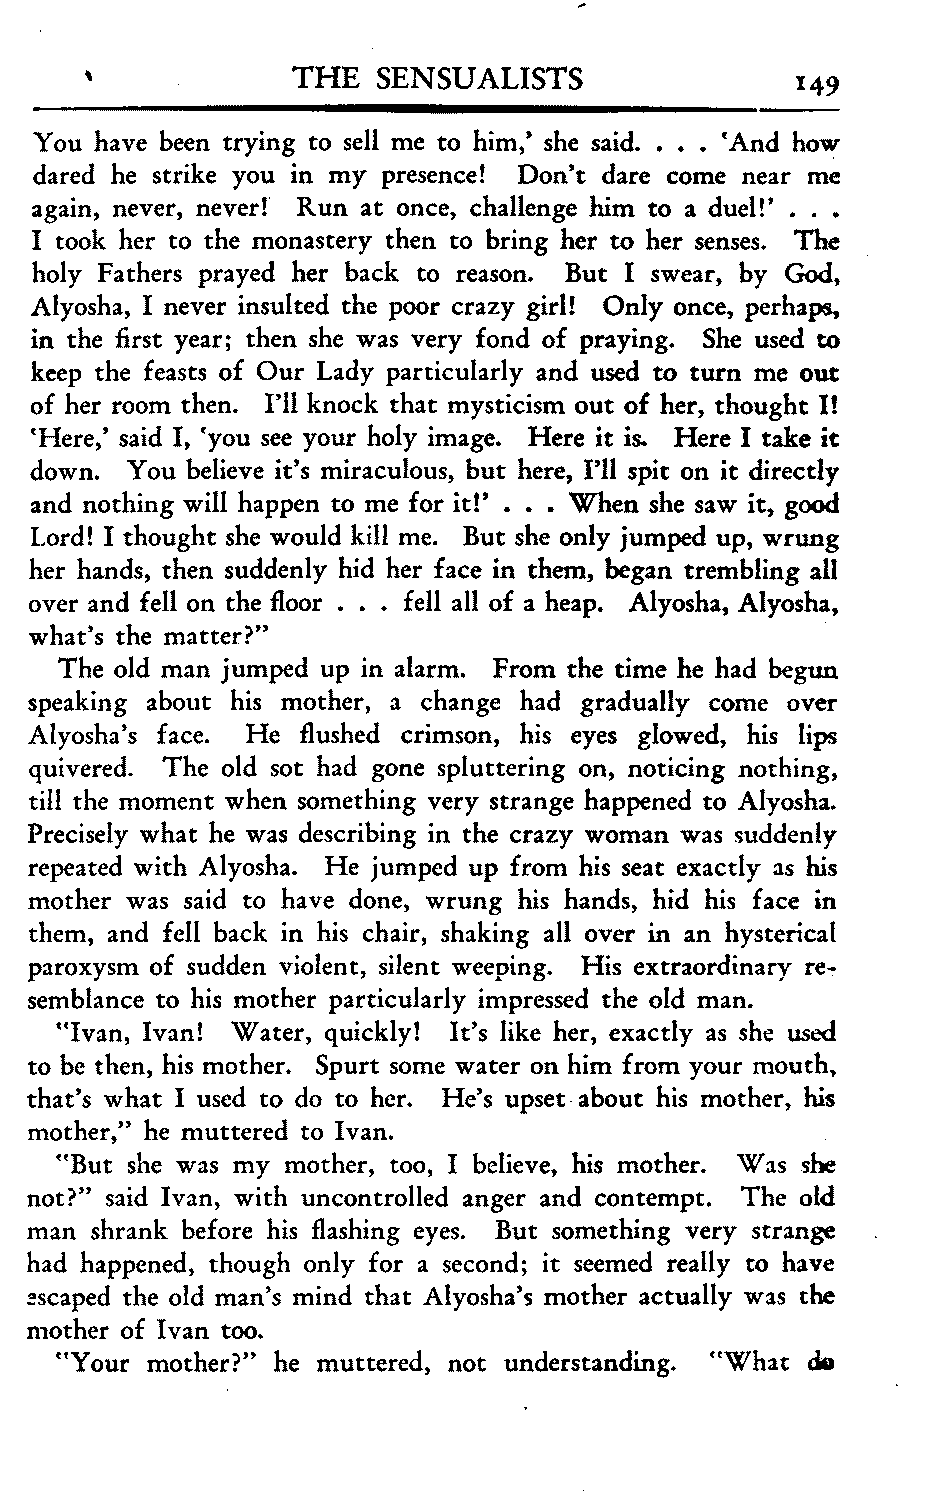 THE SENSUALISTS 149
You have been trying to sell me to him,' she said. . . . 'And how
dared he strike you in my presence! Don't dare come near me
again, never, never! Run at once, challenge him to a duel!' . . .
I took her to the monastery then to bring her to her senses. The
holy Fathers prayed her back to reason. But I swear, by God,
Alyosha, I never insulted the poor crazy girl! Only once, perhaps,
in the first year; then she was very fond of praying. She used to
keep the feasts of Our Lady particularly and used to turn me out
of her room then. I'll knock that mysticism out of her, thought I!
'Here,' said I, 'you see your holy image. Here it is. Here I take it
down. You believe it's miraculous, but here, I'll spit on it directly
and nothing will happen to me for it!' . . . When she saw it, good
Lord! I thought she would kill me. But she only jumped up, wrung
her hands, then suddenly hid her face in them, began trembling all
over and fell on the floor . . . fell all of a heap. Alyosha, Alyosha,
what's the matter?"
The old man jumped up in alarm. From the time he had begun
speaking about his mother, a change had gradually come over
Alyosha's face. He flushed crimson, his eyes glowed, his lips
quivered. The old sot had gone spluttering on, noticing nothing,
till the moment when something very strange happened to Alyosha.
Precisely what he was describing in the crazy woman was suddenly
repeated with Alyosha. He jumped up from his seat exactly as his
mother was said to have done, wrung his hands, hid his face in
them, and fell back in his chair, shaking all over in an hysterical
paroxysm of sudden violent, silent weeping. His extraordinary re-
semblance to his mother particularly impressed the old man.
"Ivan, Ivan! Water, quickly! It's like her, exactly as she used
to be then, his mother. Spurt some water on him from your mouth,
that's what I used to do to her. He's upset about his mother, his
mother," he muttered to Ivan.
"But she was my mother, too, I believe, his mother. Was she
not?" said Ivan, with uncontrolled anger and contempt. The old
man shrank before his flashing eyes. But something very strange
had happened, though only for a second; it seemed really to have
escaped the old man's mind that Alyosha's mother actually was the
mother of Ivan too.
"Your mother?" he muttered, not understanding. "What do